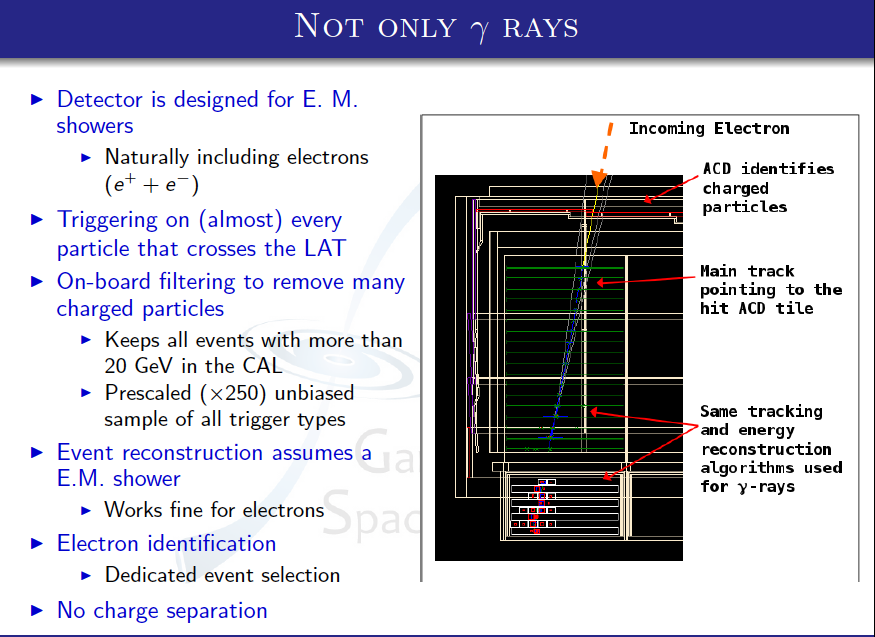 NOT ONLY γ RAYS
▶ Detector is designed for E. M.
showers
▶ Naturally including electrons
(e⁺ + e⁻)
▶ Triggering on (almost) every
particle that crosses the LAT
▶ On-board filtering to remove many
charged particles
▶ Keeps all events with more than
20 GeV in the CAL
▶ Prescaled (×250) unbiased
sample of all trigger types
▶ Event reconstruction assumes a
E.M. shower
▶ Works fine for electrons
▶ Electron identification
▶ Dedicated event selection
▶ No charge separation
Incoming Electron
ACD identifies
charged
particles
Main track
pointing to the
hit ACD tile
Same tracking
and energy
reconstruction
algorithms used
for γ-rays
Ga
Spac